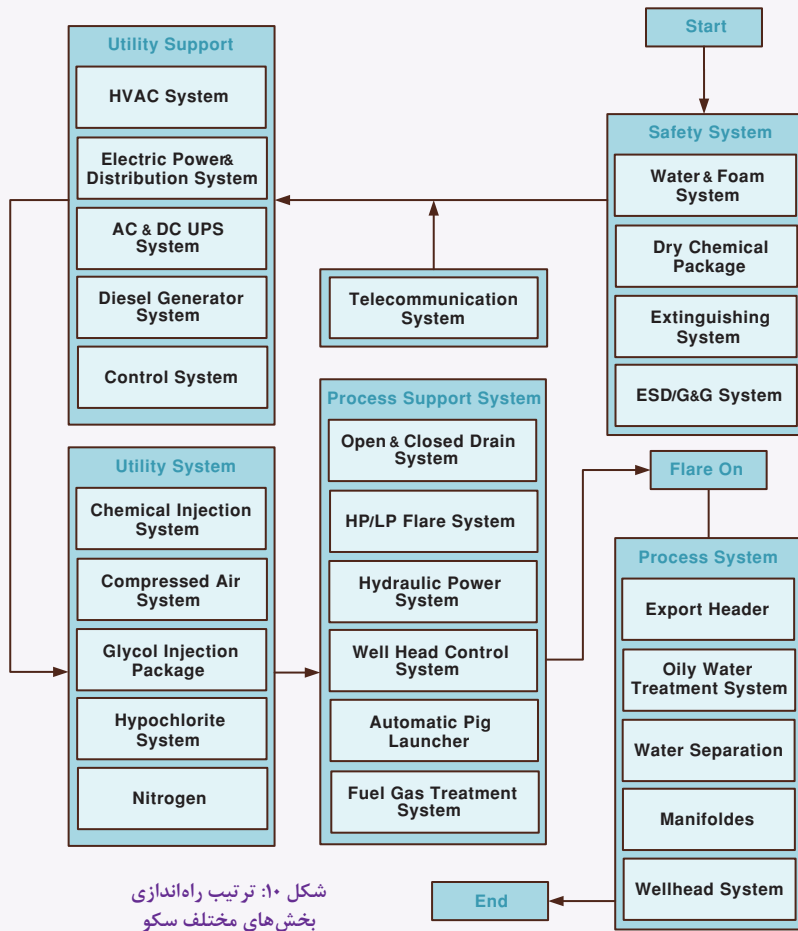 Start
Safety System
Water & Foam
System
Dry Chemical
Package
Extinguishing
System
ESD/G&G System
Telecommunication
System
Utility Support
HVAC System
Electric Power&
Distribution System
AC & DC UPS
System
Diesel Generator
System
Control System
Utility System
Chemical Injection
System
Compressed Air
System
Glycol Injection
Package
Hypochlorite
System
Nitrogen
Process Support System
Open & Closed Drain
System
HP/LP Flare System
Hydraulic Power
System
Well Head Control
System
Automatic Pig
Launcher
Fuel Gas Treatment
System
Flare On
Process System
Export Header
Oily Water
Treatment System
Water Separation
Manifoldes
Wellhead System
End
شکل ۱۰: ترتیب راه‌اندازی
بخش‌های مختلف سکو